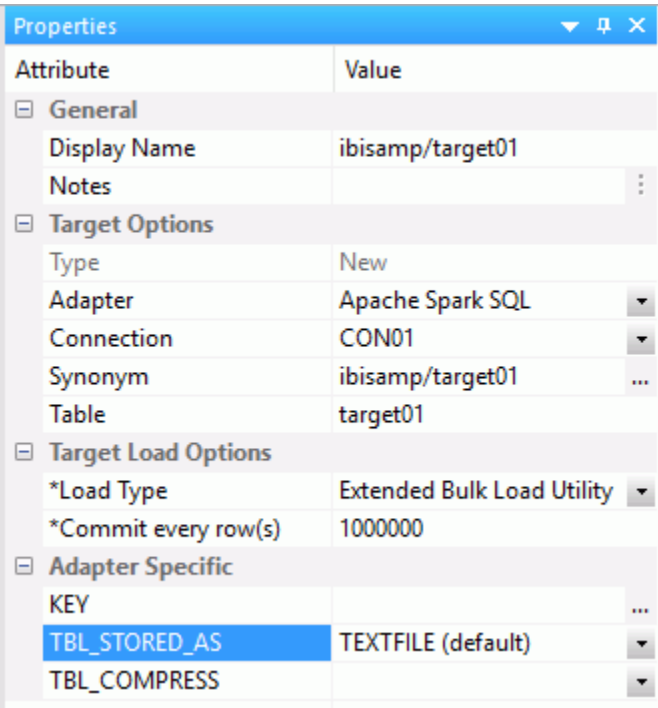 Properties
Attribute Value
General
Display Name ibisamp/target01
Notes
Target Options
Type New
Adapter Apache Spark SQL
Connection CON01
Synonym ibisamp/target01 ...
Table target01
Target Load Options
*Load Type Extended Bulk Load Utility
*Commit every row(s) 1000000
Adapter Specific
KEY ...
TBL_STORED_AS TEXTFILE (default)
TBL_COMPRESS